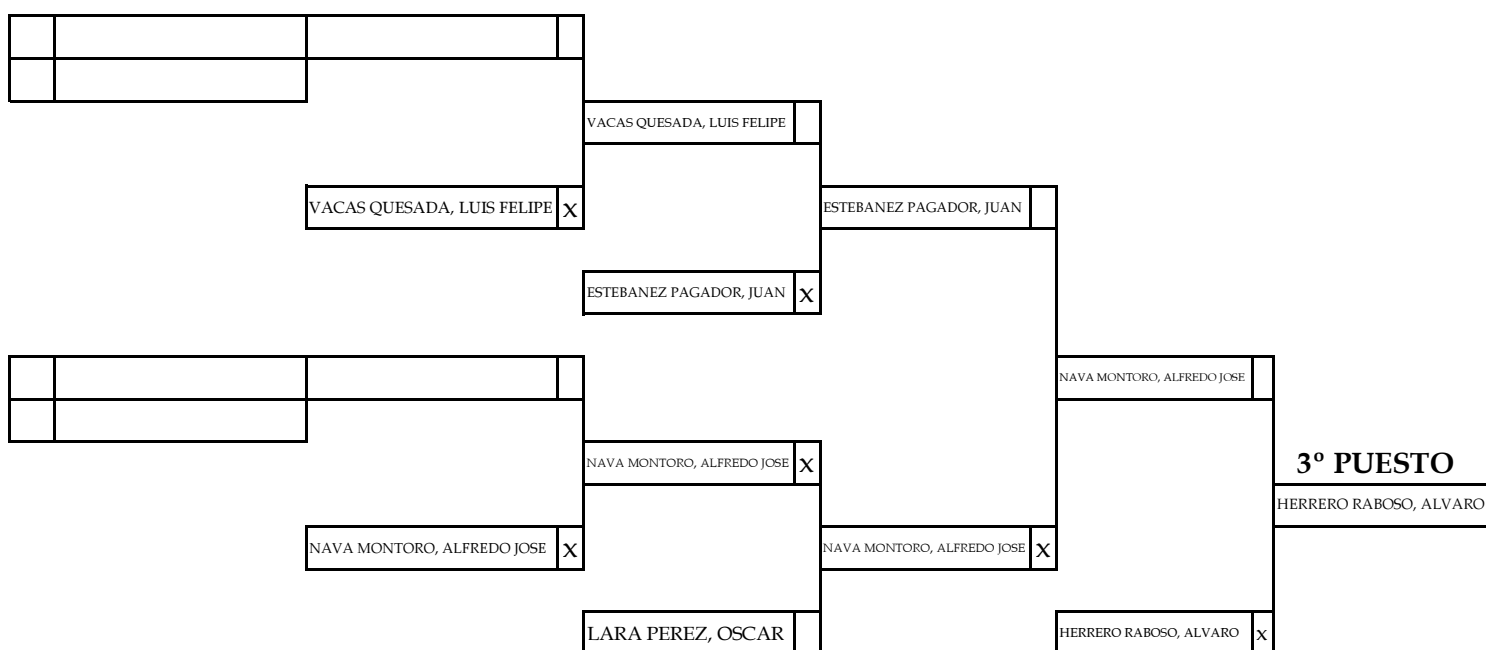 VACAS QUESADA, LUIS FELIPE
VACAS QUESADA, LUIS FELIPE x
ESTEBANEZ PAGADOR, JUAN
ESTEBANEZ PAGADOR, JUAN x
NAVA MONTORO, ALFREDO JOSE
NAVA MONTORO, ALFREDO JOSE x
3º PUESTO
HERRERO RABOSO, ALVARO
NAVA MONTORO, ALFREDO JOSE x
NAVA MONTORO, ALFREDO JOSE x
LARA PEREZ, OSCAR
HERRERO RABOSO, ALVARO x